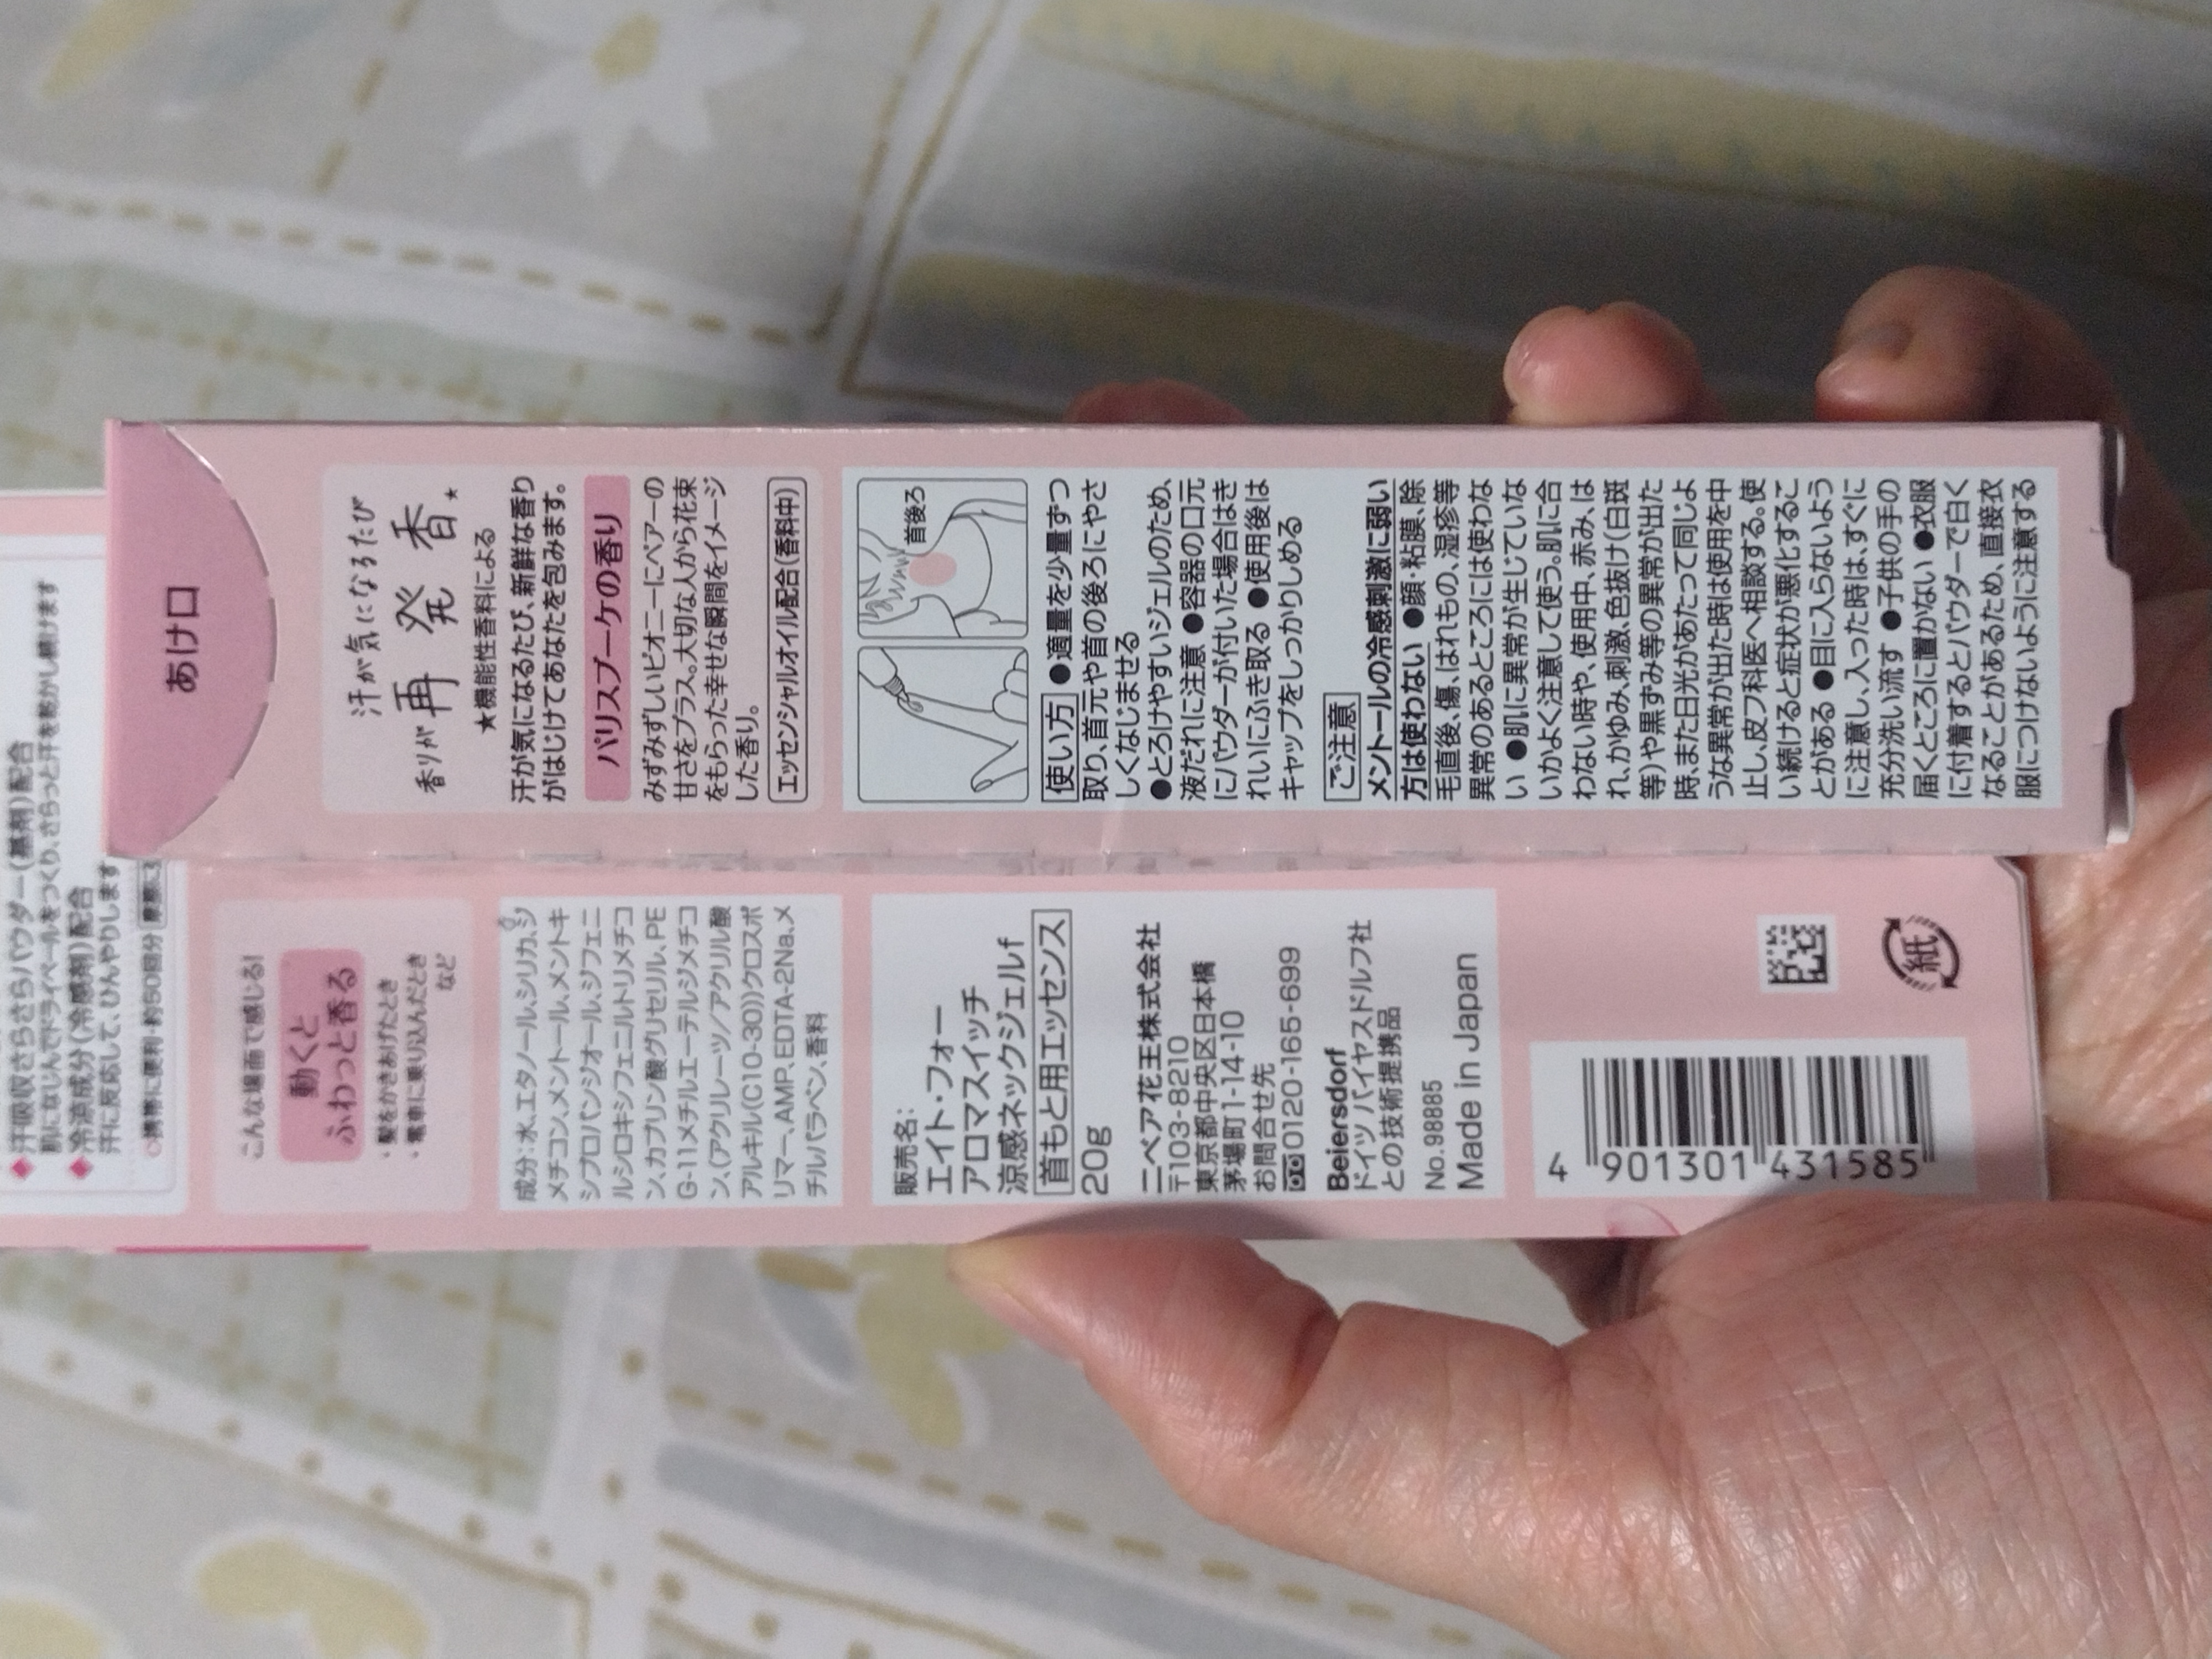 汗吸収さらさらパウダー(基剤)配合
肌になじんでドライベールをつくり、さらっと汗を乾かし続けます
冷涼成分(冷感剤)配合
汗に反応して、ひんやりします
携帯に便利・約50回分
あけ口
汗が気になるたび
香りが再発香。★
★機能性香料による
汗が気になるたび、新鮮な香り
がはじけてあなたを包みます。
パリスブーケの香り
みずみずしいピオニーにペアーの
甘さをプラス。大切な人から花束
をもらった幸せな瞬間をイメージ
した香り。
エッセンシャルオイル配合(香料中)
首後ろ
使い方 ●適量を少量ずつ
取り、首元や首の後ろにやさ
しくなじませる
●とろけやすいジェルのため、
液だれに注意 ●容器の口元
にパウダーが付いた場合はき
れいにふき取る ●使用後は
キャップをしっかりしめる
ご注意
メントールの冷感刺激に弱い
方は使わない ●顔・粘膜、除
毛直後、傷、はれもの、湿疹等
異常のあるところには使わな
い ●肌に異常が生じていな
いかよく注意して使う。肌に合
わない時や、使用中、赤み、は
れ、かゆみ、刺激、色抜け(白斑
等)や黒ずみ等の異常が出た
時、また日光があたって同じよ
うな異常が出た時は使用を中
止し、皮フ科医へ相談する。使
い続けると症状が悪化するこ
とがある ●目に入らないよう
に注意し、入った時は、すぐに
充分洗い流す ●子供の手の
届くところに置かない ●衣服
に付着するとパウダーで白く
なることがあるため、直接衣
服につけないように注意する
こんな場面で感じる!
動くと
ふわっと香る
・髪をかきあげたとき
・電車に乗り込んだとき
など
成分:水、エタノール、シリカ、ジ
メチコン、メントール、メントキ
シプロパンジオール、ジフェニ
ルシロキシフェニルトリメチコ
ン、カプリン酸グリセリル、PE
G-11メチルエーテルジメチコ
ン、(アクリレーツ/アクリル酸
アルキル(C10-30))クロスポ
リマー、AMP、EDTA-2Na、メ
チルパラベン、香料
販売名:
エイト・フォー
アロマスイッチ
涼感ネックジェルf
首もと用エッセンス
20g
ニベア花王株式会社
〒103-8210
東京都中央区日本橋
茅場町1-14-10
お問合せ先
0120-165-699
Beiersdorf
ドイツ バイヤスドルフ社
との技術提携品
No.98885
Made in Japan
4 901301 431585
紙